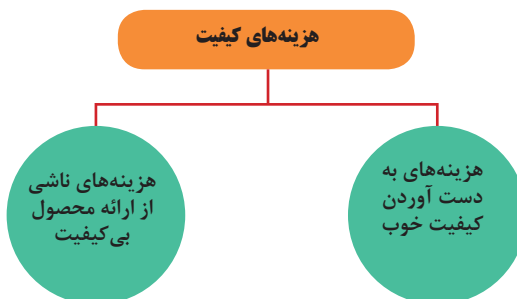 هزینه‌های کیفیت
هزینه‌های به
دست آوردن
کیفیت خوب
هزینه‌های ناشی
از ارائه محصول
بی‌کیفیت